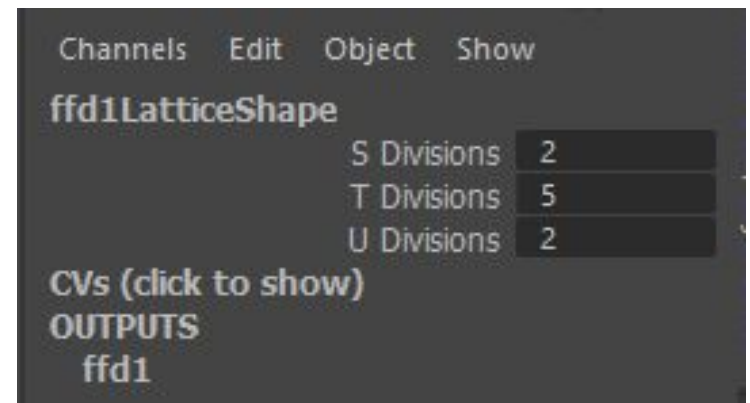 Channels Edit Object Show
ffd1LatticeShape
S Divisions 2
T Divisions 5
U Divisions 2
CVs (click to show)
OUTPUTS
ffd1